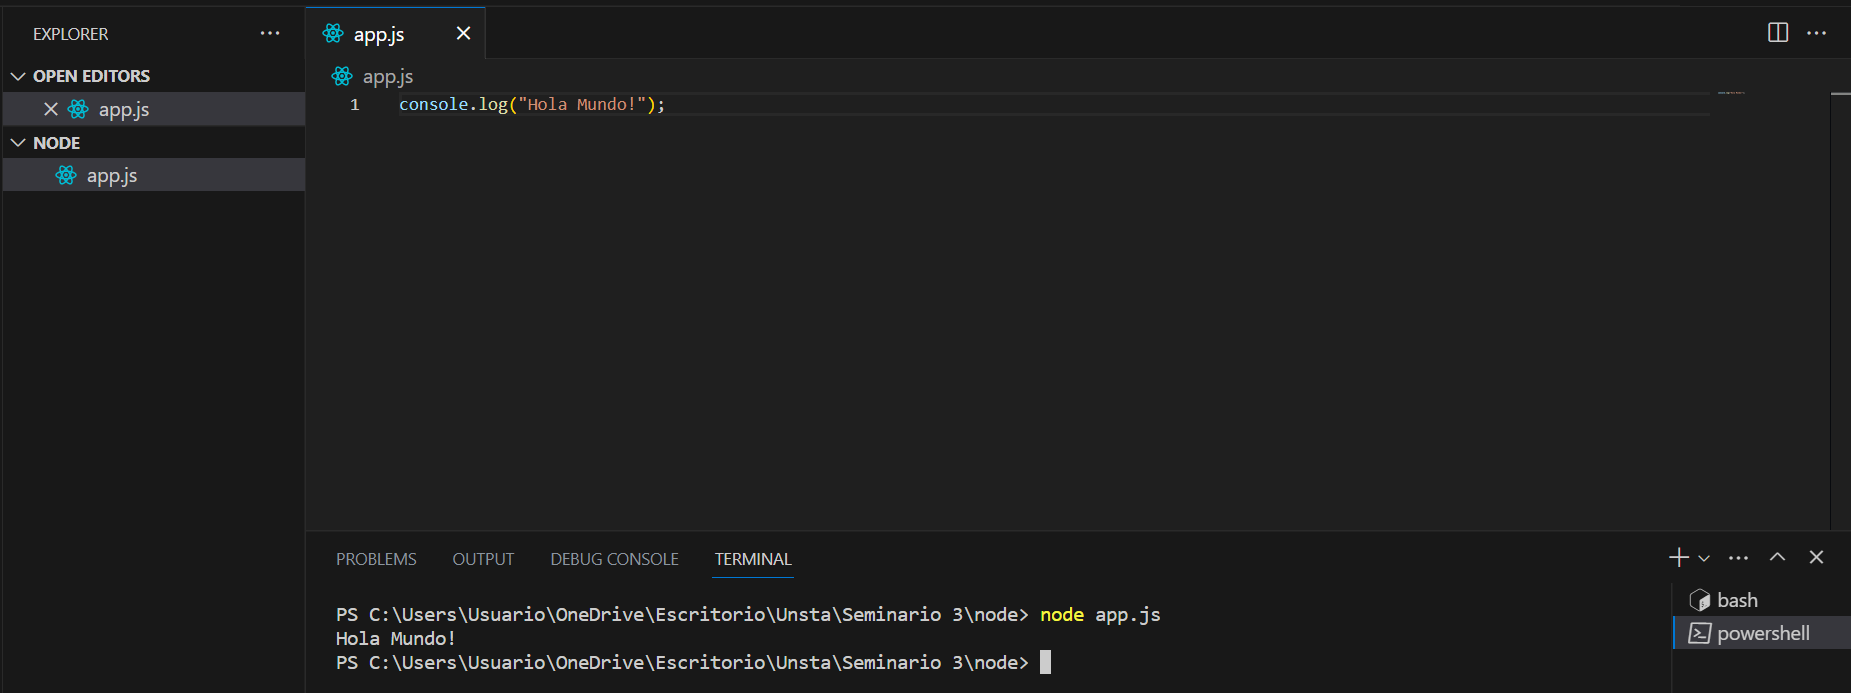 EXPLORER
OPEN EDITORS
app.js
NODE
app.js
app.js
app.js
1 console.log("Hola Mundo!");
PROBLEMS OUTPUT DEBUG CONSOLE TERMINAL
PS C:\Users\Usuario\OneDrive\Escritorio\Unsta\Seminario 3\node> node app.js
Hola Mundo!
PS C:\Users\Usuario\OneDrive\Escritorio\Unsta\Seminario 3\node>
bash
powershell